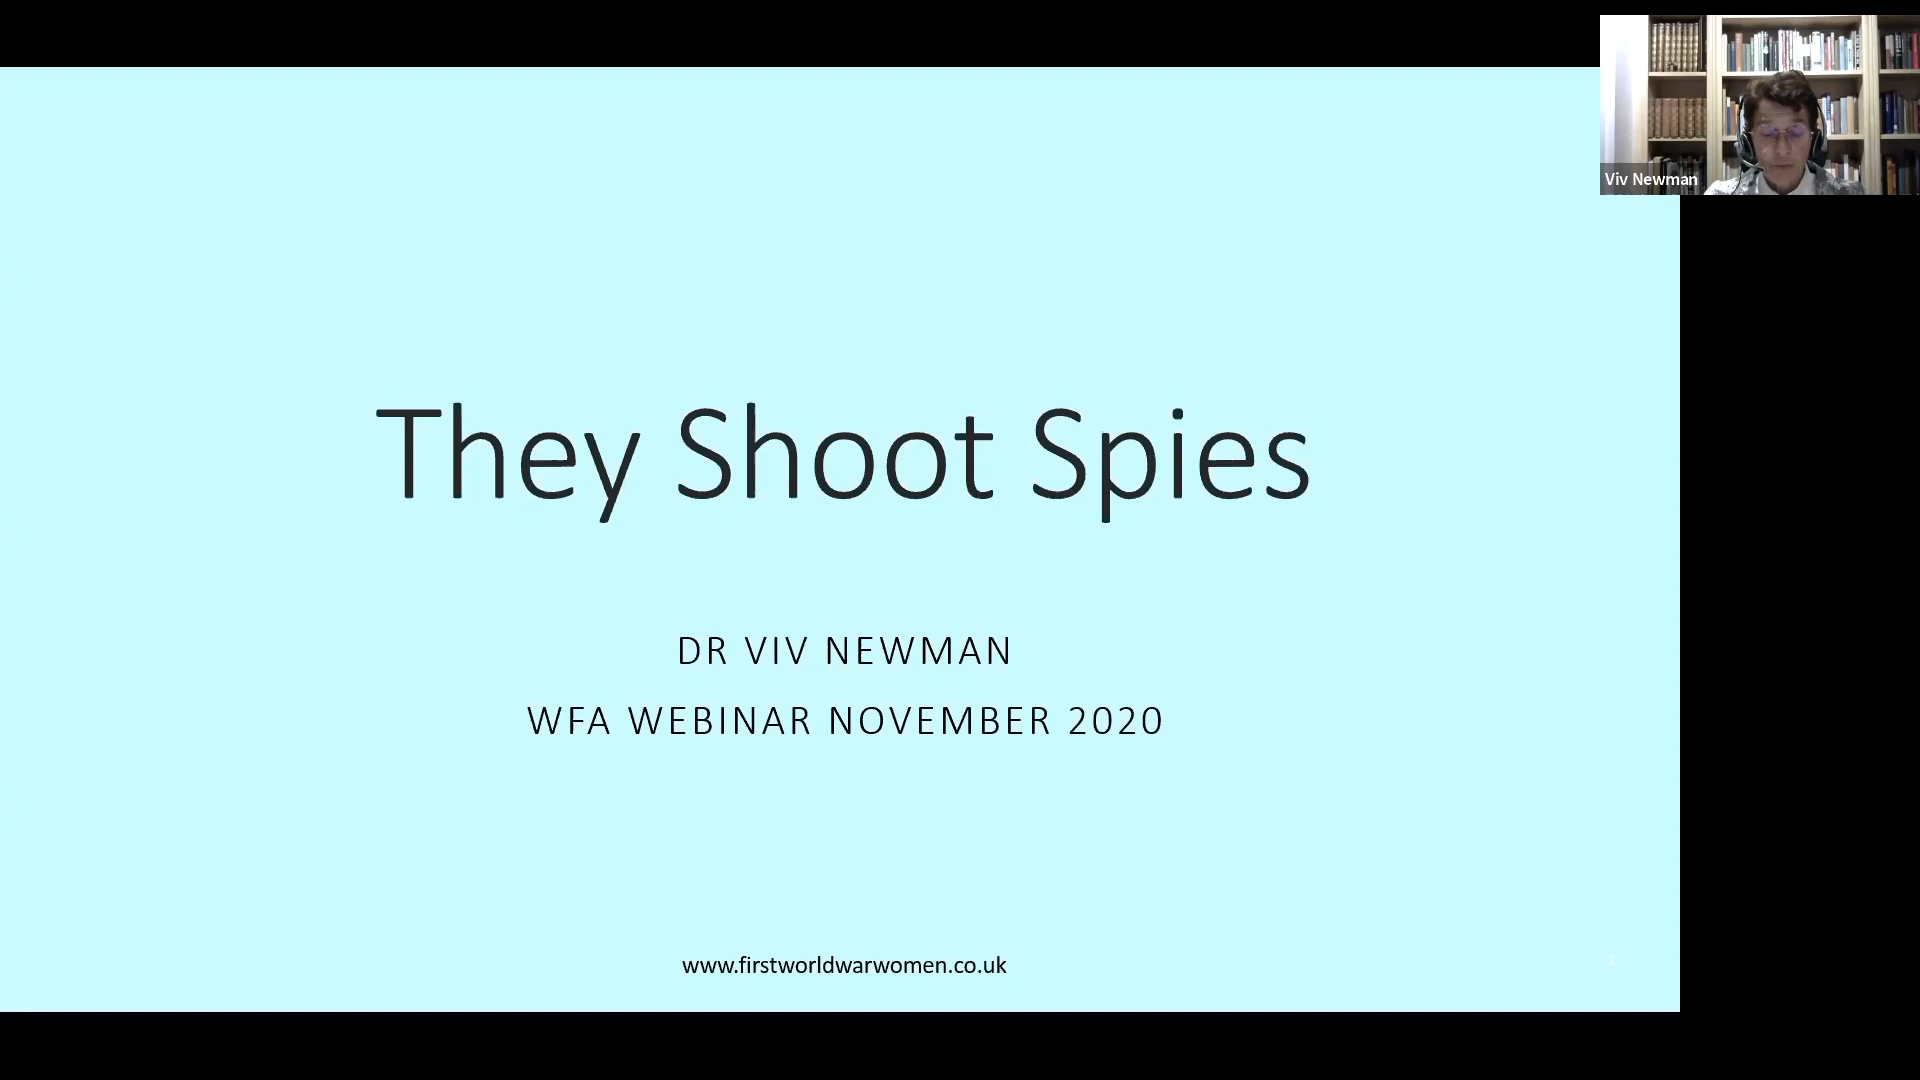 Viv Newman
They Shoot Spies
DR VIV NEWMAN
WFA WEBINAR NOVEMBER 2020
www.firstworldwarwomen.co.uk